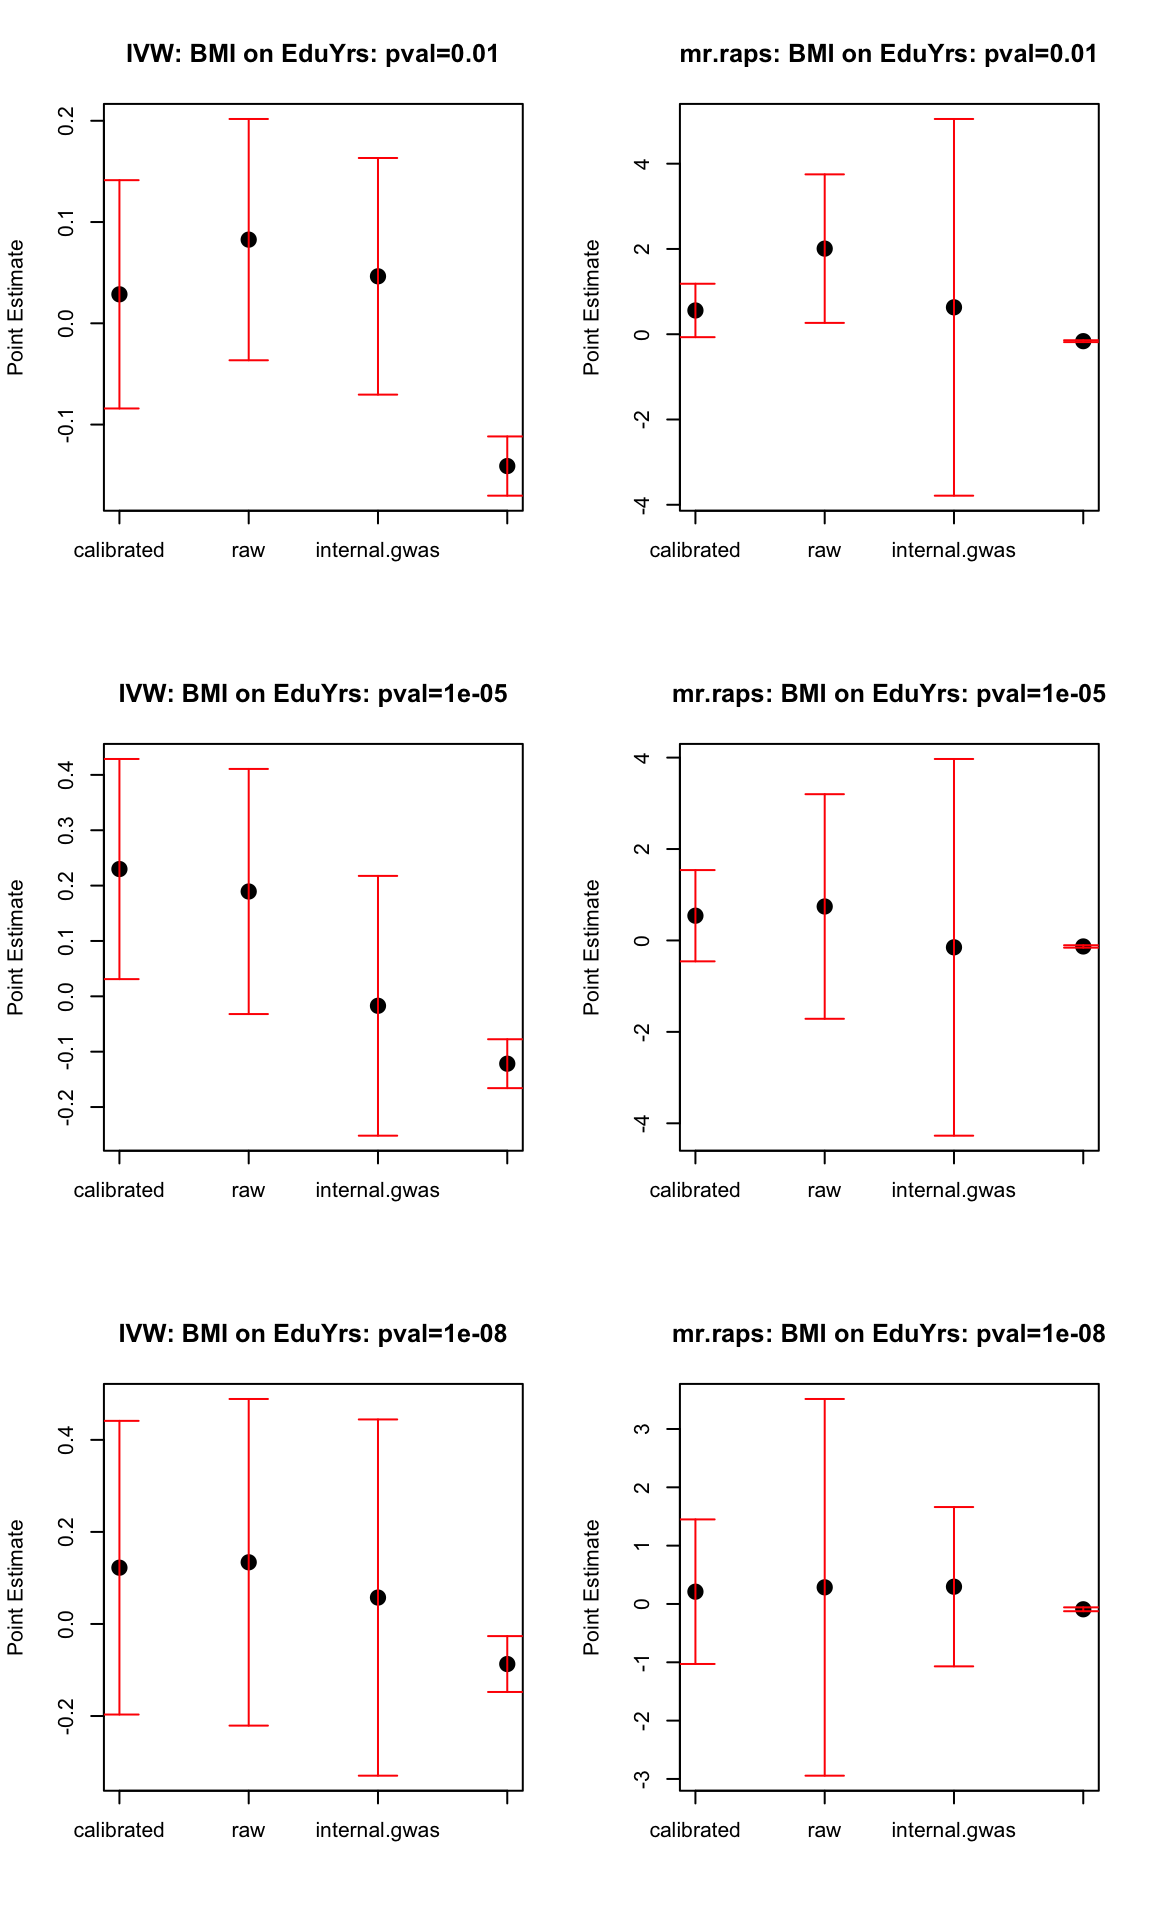 IVW: BMI on EduYrs: pval=0.01
Point Estimate
0.2
0.1
0.0
-0.1
calibrated raw internal.gwas
mr.raps: BMI on EduYrs: pval=0.01
Point Estimate
4
2
0
-2
-4
calibrated raw internal.gwas
IVW: BMI on EduYrs: pval=1e-05
Point Estimate
0.4
0.3
0.2
0.1
0.0
-0.1
-0.2
calibrated raw internal.gwas
mr.raps: BMI on EduYrs: pval=1e-05
Point Estimate
4
2
0
-2
-4
calibrated raw internal.gwas
IVW: BMI on EduYrs: pval=1e-08
Point Estimate
0.4
0.2
0.0
-0.2
calibrated raw internal.gwas
mr.raps: BMI on EduYrs: pval=1e-08
Point Estimate
3
2
1
0
-1
-2
-3
calibrated raw internal.gwas